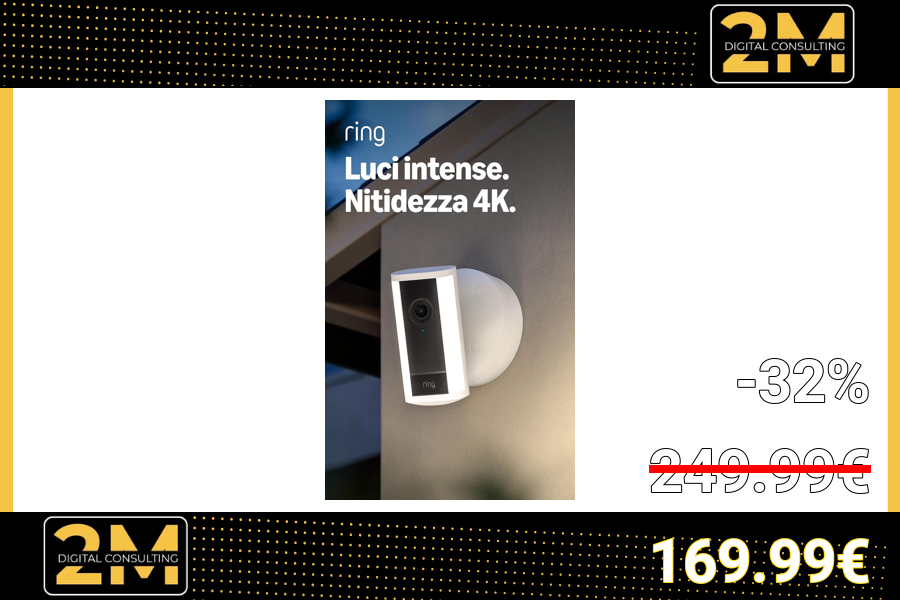 2M
DIGITAL CONSULTING
ring
Luci intense.
Nitidezza 4K.
ring
-32%
249.99€
2M
DIGITAL CONSULTING
169.99€